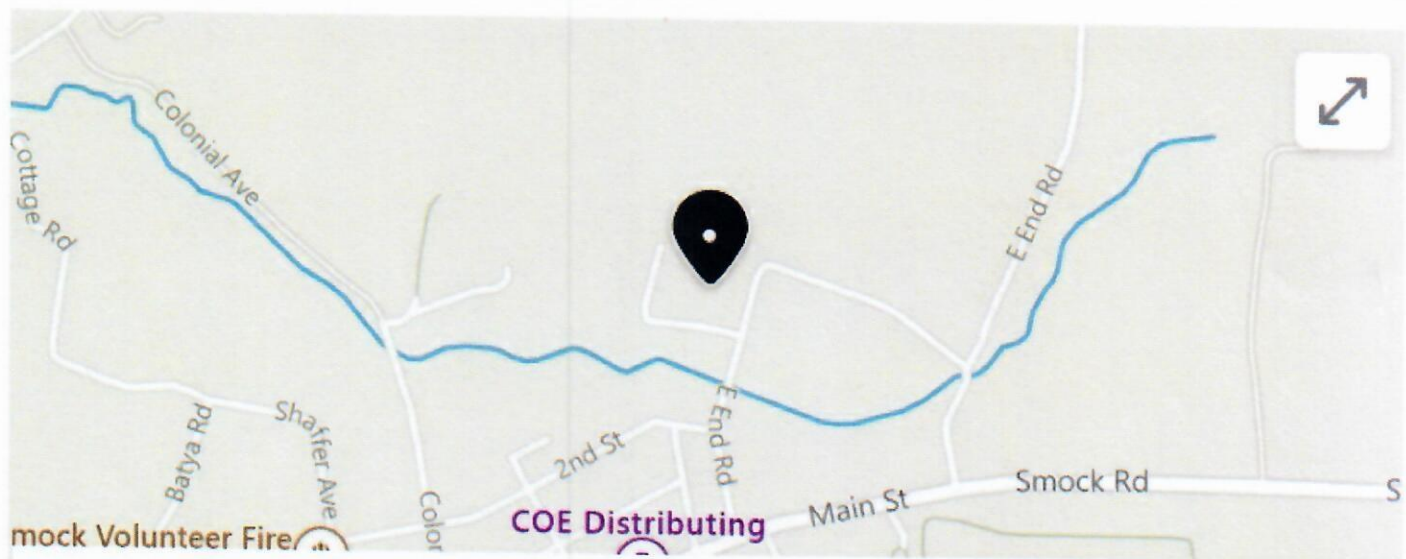 Colonial Ave
Cottage Rd
E End Rd
Batya Rd
Shaffer Ave
2nd St
E End Rd
Colon
Main St
Smock Rd
S
COE Distributing
mock Volunteer Fire